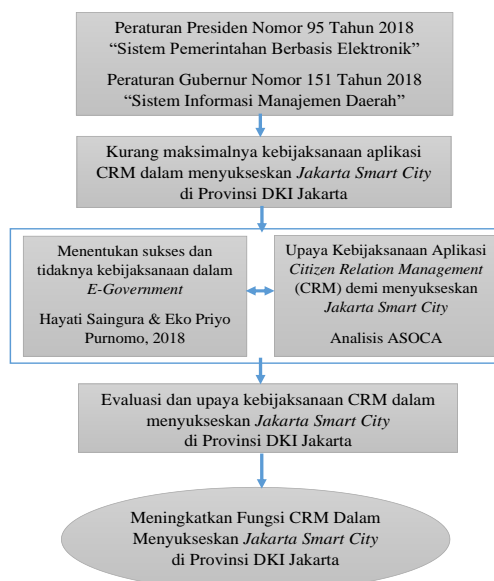 Peraturan Presiden Nomor 95 Tahun 2018
“Sistem Pemerintahan Berbasis Elektronik”
Peraturan Gubernur Nomor 151 Tahun 2018
“Sistem Informasi Manajemen Daerah”
Kurang maksimalnya kebijaksanaan aplikasi
CRM dalam menyukseskan Jakarta Smart City
di Provinsi DKI Jakarta
Menentukan sukses dan
tidaknya kebijaksanaan dalam
E-Government
Hayati Saingura & Eko Priyo
Purnomo, 2018
Upaya Kebijaksanaan Aplikasi
Citizen Relation Management
(CRM) demi menyukseskan
Jakarta Smart City
Analisis ASOCA
Evaluasi dan upaya kebijaksanaan CRM dalam
menyukseskan Jakarta Smart City
di Provinsi DKI Jakarta
Meningkatkan Fungsi CRM Dalam
Menyukseskan Jakarta Smart City
di Provinsi DKI Jakarta